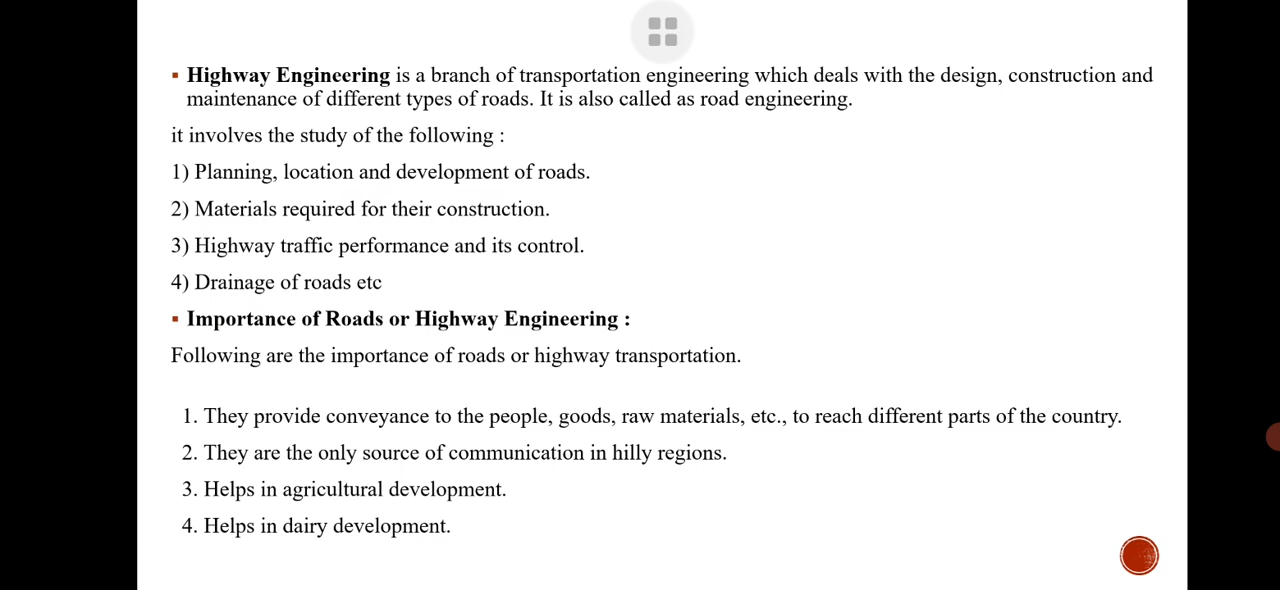 ▪ Highway Engineering is a branch of transportation engineering which deals with the design, construction and
maintenance of different types of roads. It is also called as road engineering.
it involves the study of the following :
1) Planning, location and development of roads.
2) Materials required for their construction.
3) Highway traffic performance and its control.
4) Drainage of roads etc
▪ Importance of Roads or Highway Engineering :
Following are the importance of roads or highway transportation.
1. They provide conveyance to the people, goods, raw materials, etc., to reach different parts of the country.
2. They are the only source of communication in hilly regions.
3. Helps in agricultural development.
4. Helps in dairy development.